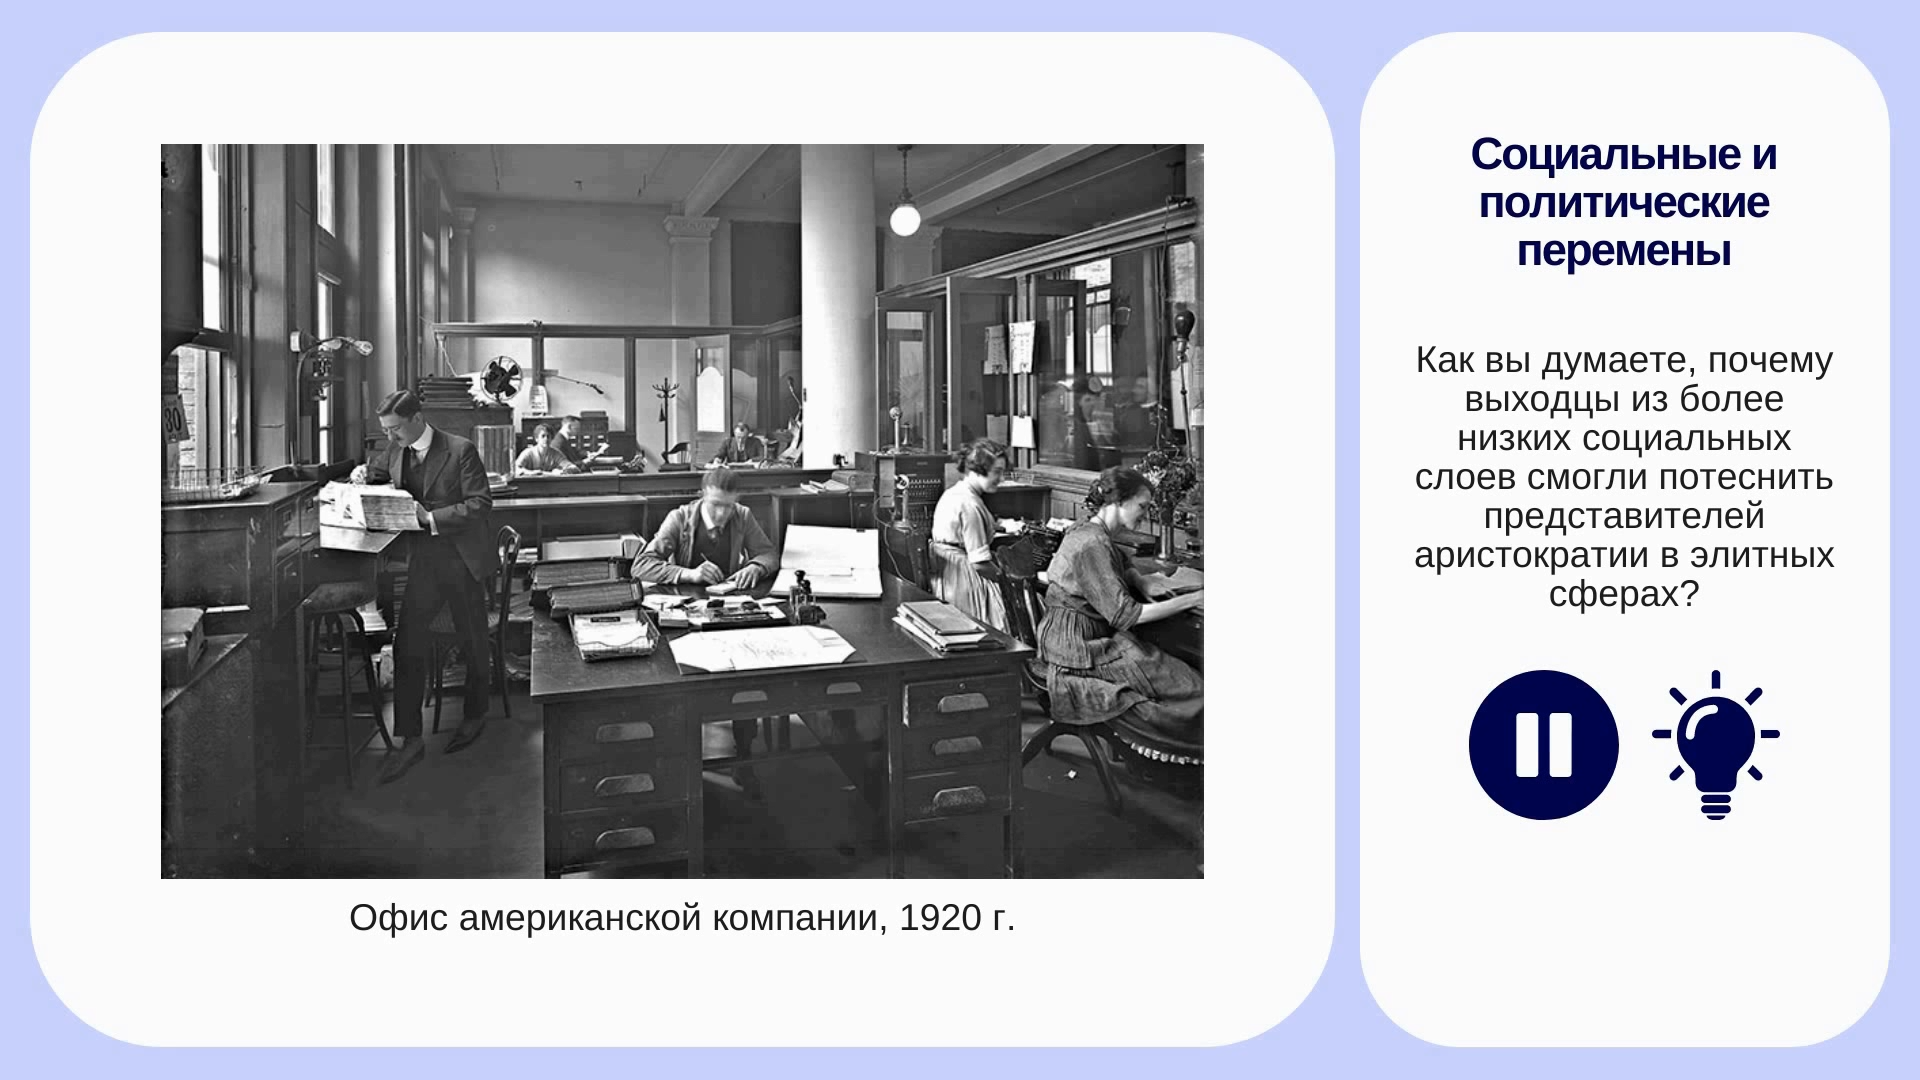 Социальные и
политические
перемены
Как вы думаете, почему
выходцы из более
низких социальных
слоев смогли потеснить
представителей
аристократии в элитных
сферах?
30
Офис американской компании, 1920 г.